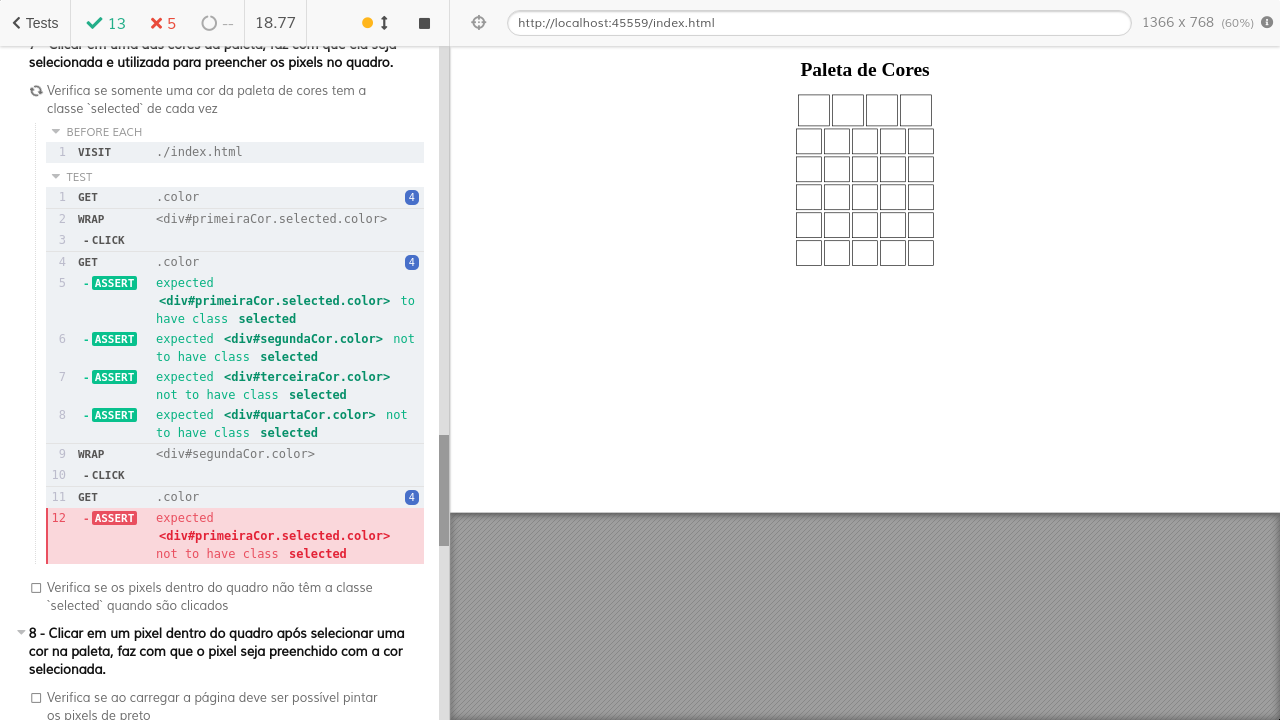 Tests
13
5
--
18.77
http://localhost:45559/index.html
1366 x 768 (60%)
7 - Clicar em uma das cores da paleta, faz com que ela seja
selecionada e utilizada para preencher os pixels no quadro.
Verifica se somente uma cor da paleta de cores tem a
classe `selected` de cada vez
BEFORE EACH
1 VISIT ./index.html
TEST
1 GET .color 4
2 WRAP <div#primeiraCor.selected.color>
3 - CLICK
4 GET .color 4
5 - ASSERT expected
<div#primeiraCor.selected.color> to
have class selected
6 - ASSERT expected <div#segundaCor.color> not
to have class selected
7 - ASSERT expected <div#terceiraCor.color>
not to have class selected
8 - ASSERT expected <div#quartaCor.color> not
to have class selected
9 WRAP <div#segundaCor.color>
10 - CLICK
11 GET .color 4
12 - ASSERT expected
<div#primeiraCor.selected.color>
not to have class selected
Verifica se os pixels dentro do quadro não têm a classe
`selected` quando são clicados
8 - Clicar em um pixel dentro do quadro após selecionar uma
cor na paleta, faz com que o pixel seja preenchido com a cor
selecionada.
Verifica se ao carregar a página deve ser possível pintar
os pixels de preto
Paleta de Cores